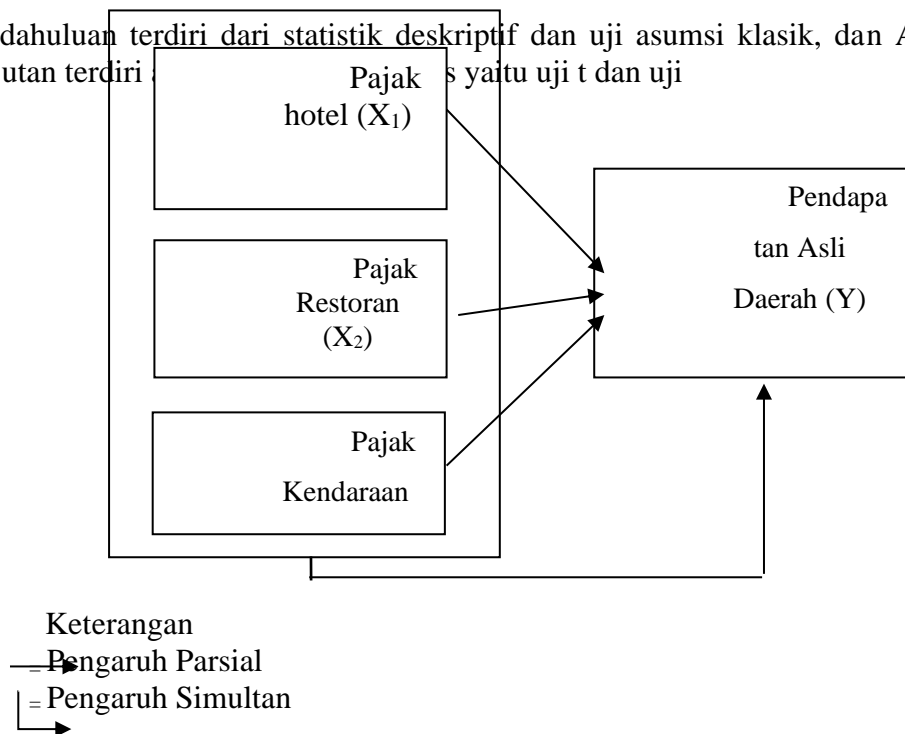 dahuluan terdiri dari statistik deskriptif dan uji asumsi klasik, dan A
utan terdiri a s yaitu uji t dan uji
Pajak
hotel (X₁)
Pendapa
tan Asli
Daerah (Y)
Pajak
Restoran
(X₂)
Pajak
Kendaraan
Keterangan
= Pengaruh Parsial
= Pengaruh Simultan